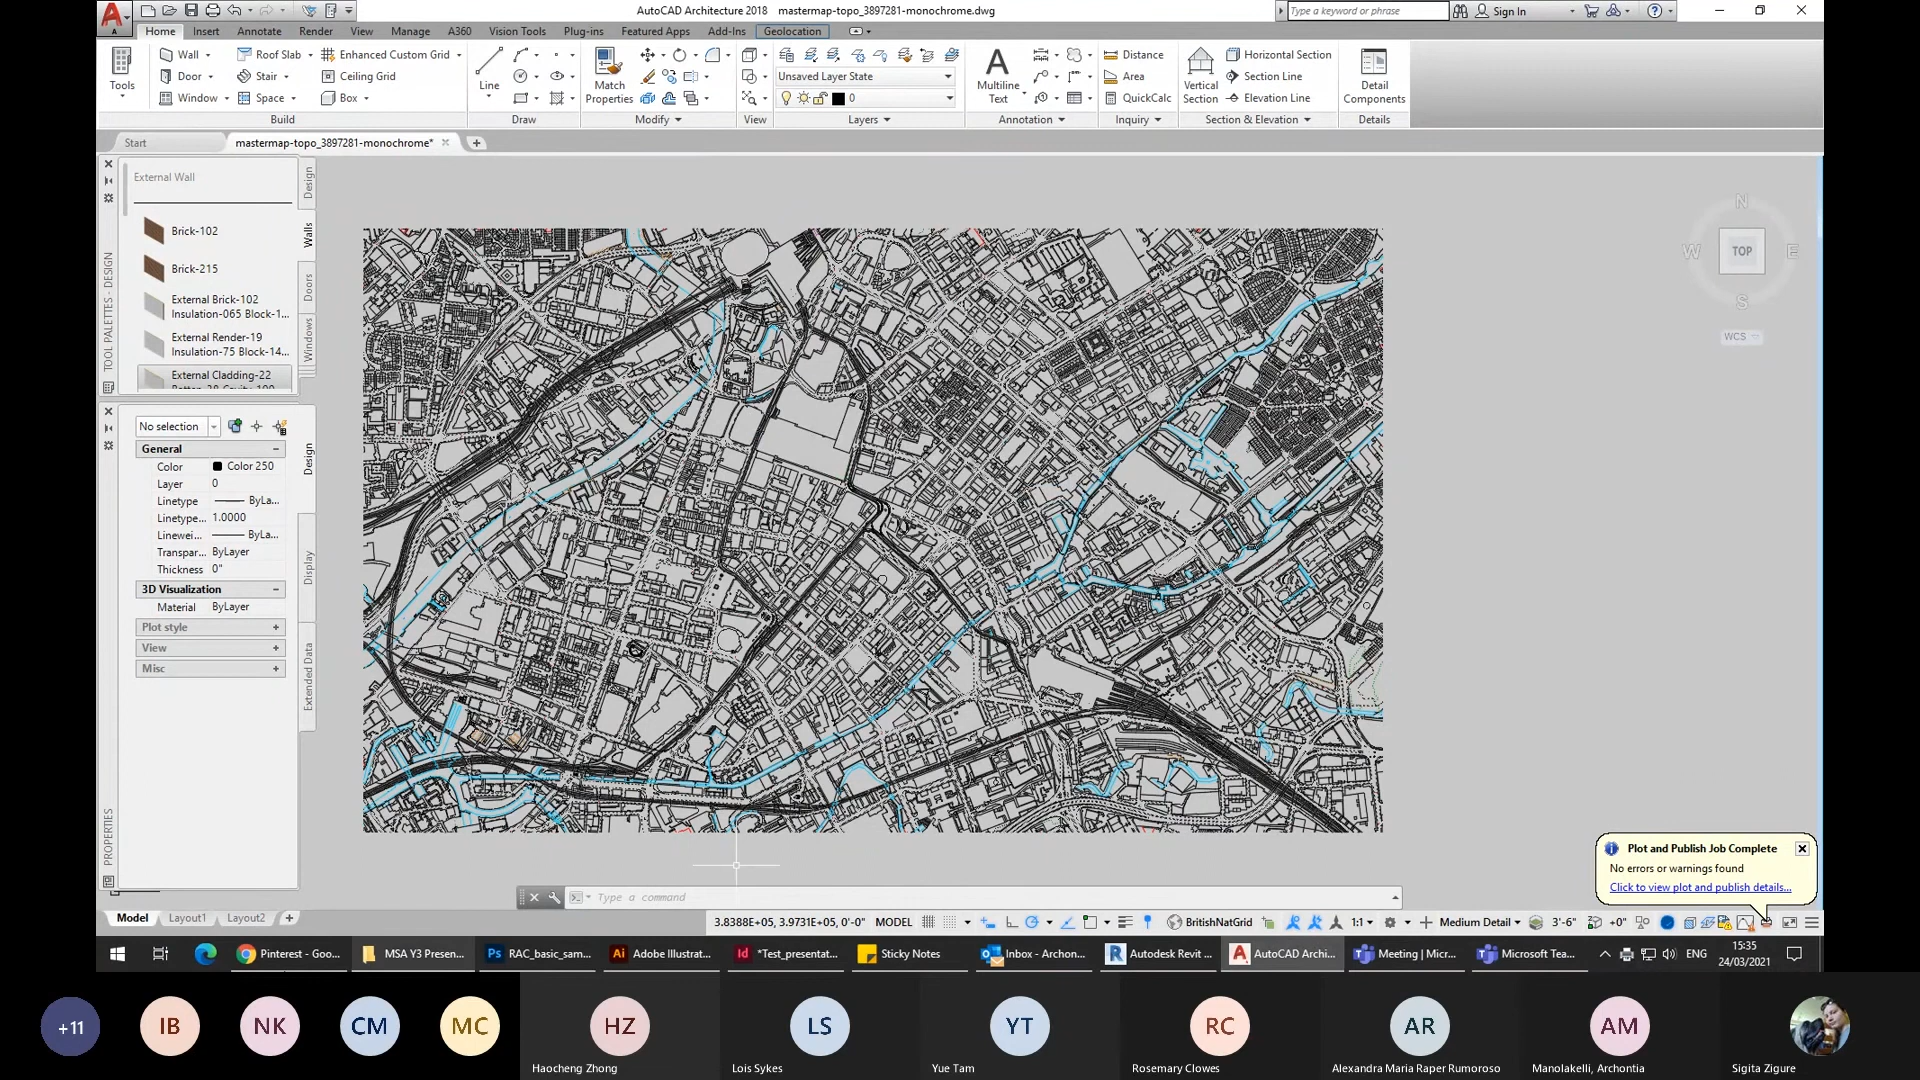 AutoCAD Architecture 2018 mastermap-topo_3897281-monochrome.dwg
Type a keyword or phrase
Sign In
Home Insert Annotate Render View Manage A360 Vision Tools Plug-ins Featured Apps Add-Ins Geolocation
Tools
Wall
Door
Window
Roof Slab
Stair
Space
Enhanced Custom Grid
Ceiling Grid
Box
Build
Line
Draw
Match
Properties
Modify
View
Unsaved Layer State
0
Layers
A
Multiline
Text
Annotation
Distance
Area
QuickCalc
Inquiry
Vertical
Section
Horizontal Section
Section Line
Elevation Line
Section & Elevation
Detail
Components
Details
Start
mastermap-topo_3897281-monochrome*
External Wall
Brick-102
Brick-215
External Brick-102
Insulation-065 Block-1...
External Render-19
Insulation-75 Block-14...
External Cladding-22
Design
Walls
Doors
Windows
TOOL PALETTES - DESIGN
No selection
General
Color Color 250
Layer 0
Linetype ByLa...
Linetype... 1.0000
Linewei... ByLa...
Transpar... ByLayer
Thickness 0"
3D Visualization
Material ByLayer
Plot style
View
Misc
Design
Display
Extended Data
PROPERTIES
N
W TOP E
S
WCS
Plot and Publish Job Complete
No errors or warnings found
Click to view plot and publish details...
Type a command
Model Layout1 Layout2
3.8388E+05, 3.9731E+05, 0'-0" MODEL BritishNatGrid 1:1 Medium Detail 3'-6" +0"
Pinterest - Goo...
MSA Y3 Presen...
Ps RAC_basic_sam...
Ai Adobe Illustrat...
Id *Test_presentat...
Sticky Notes
Inbox - Archon...
R Autodesk Revit ...
A AutoCAD Archi...
Meeting | Micr...
Microsoft Tea...
ENG
15:35
24/03/2021
+11 IB NK CM MC HZ LS YT RC AR AM
Haocheng Zhong
Lois Sykes
Yue Tam
Rosemary Clowes
Alexandra Maria Raper Rumoroso
Manolakelli, Archontia
Sigita Zigure